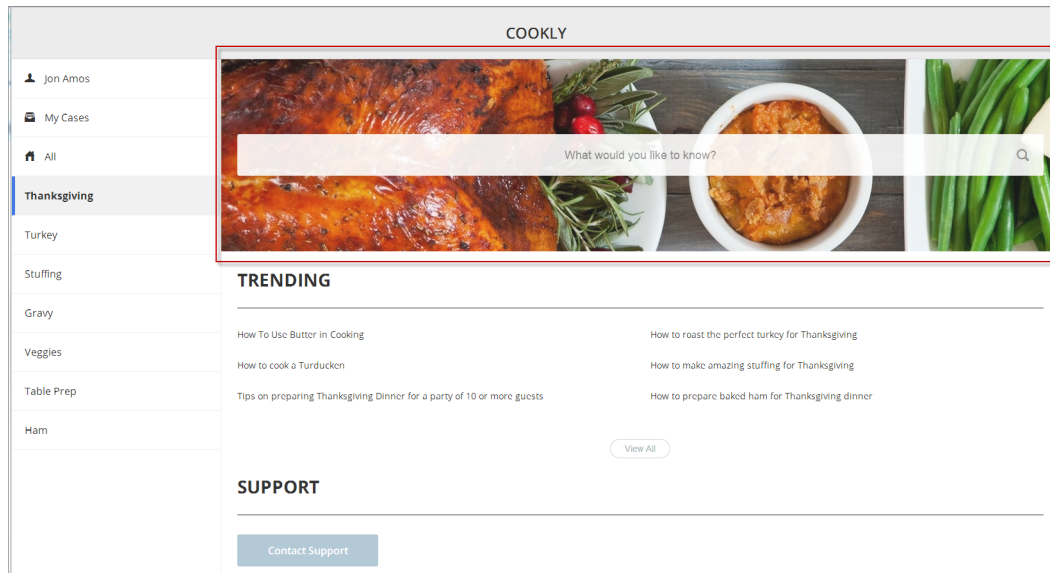 COOKLY
Jon Amos
My Cases
All
Thanksgiving
Turkey
Stuffing
Gravy
Veggies
Table Prep
Ham
What would you like to know?
TRENDING
How To Use Butter in Cooking
How to roast the perfect turkey for Thanksgiving
How to cook a Turducken
How to make amazing stuffing for Thanksgiving
Tips on preparing Thanksgiving Dinner for a party of 10 or more guests
How to prepare baked ham for Thanksgiving dinner
View All
SUPPORT
Contact Support